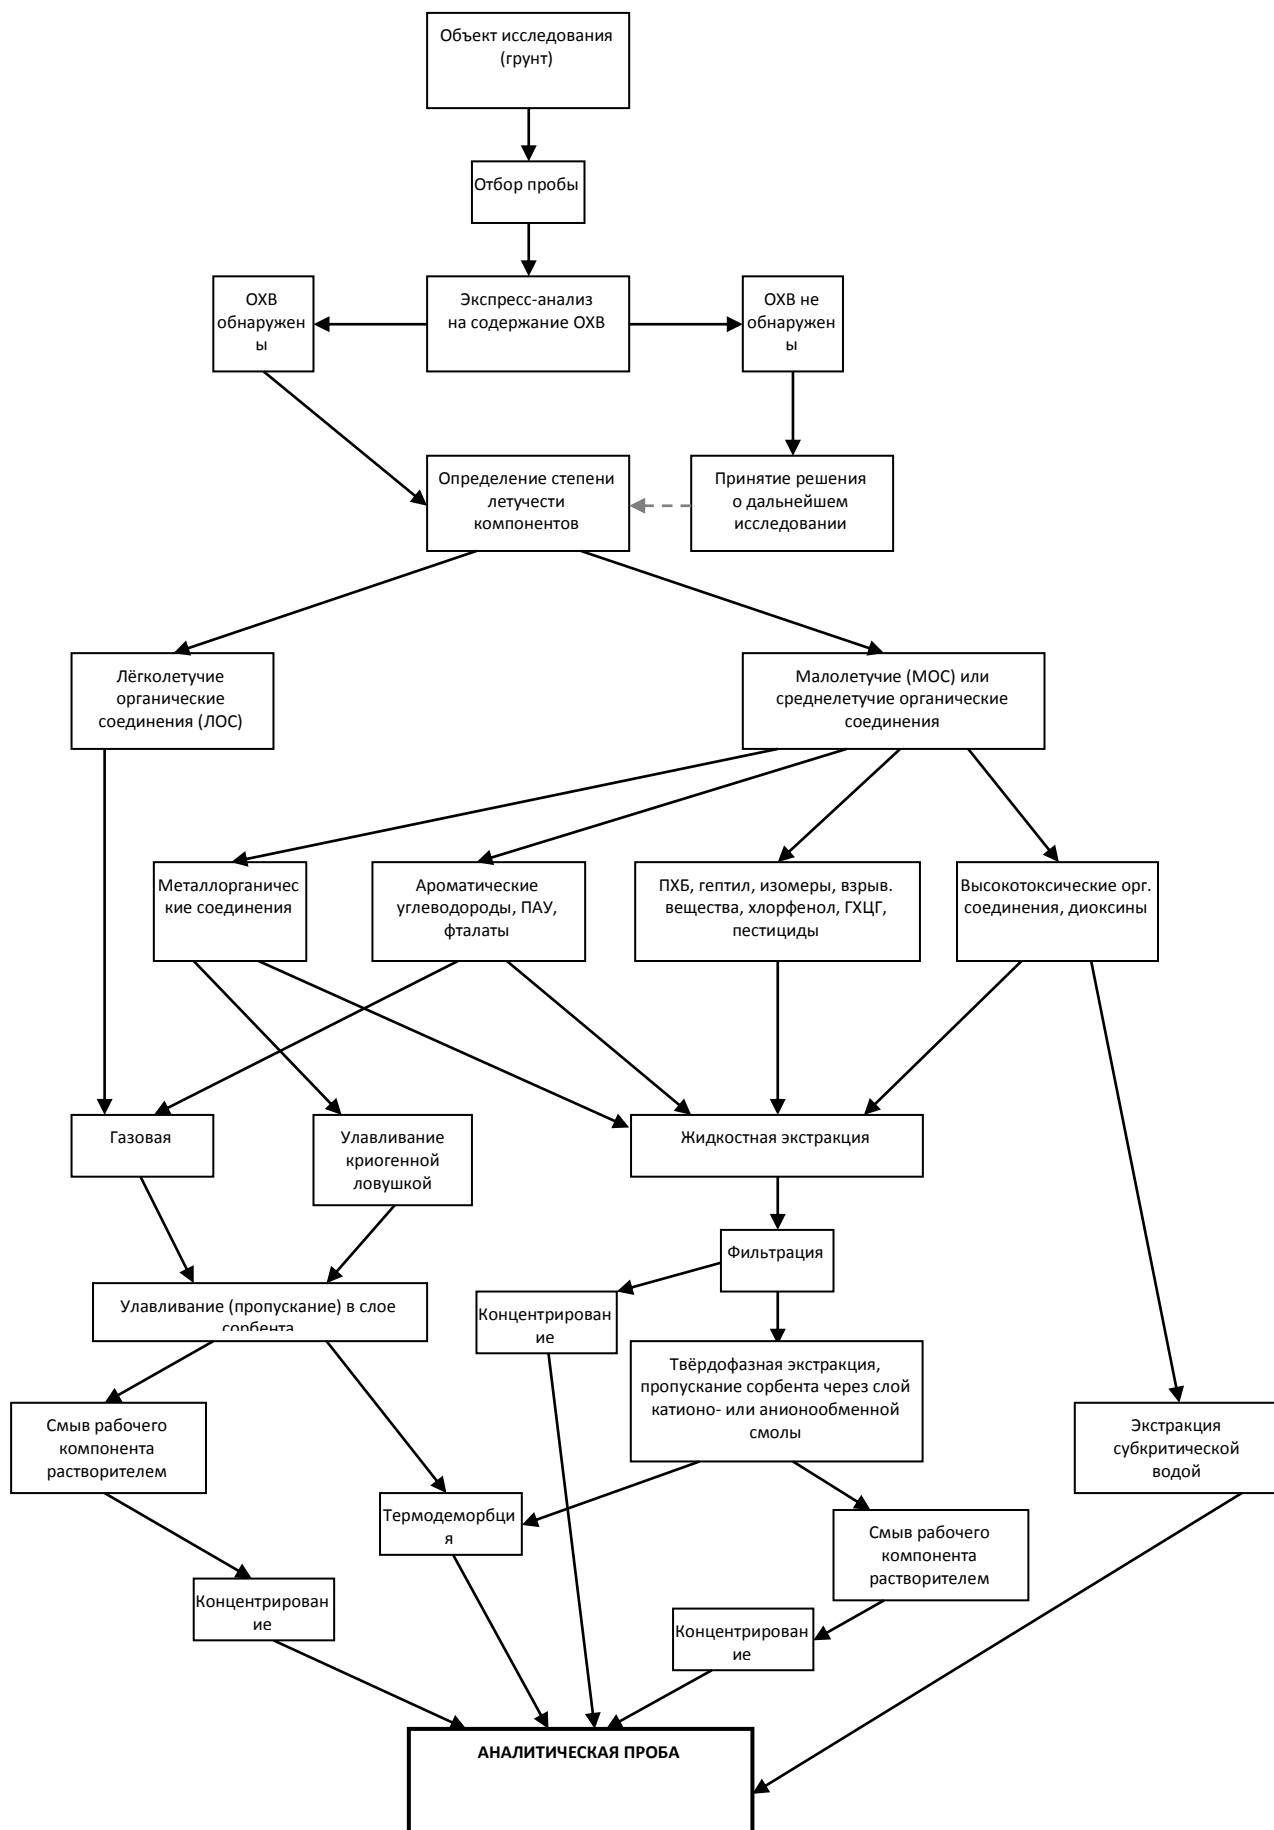 Объект исследования
(грунт)
Отбор пробы
ОХВ
обнаружен
ы
Экспресс-анализ
на содержание ОХВ
ОХВ не
обнаружен
ы
Определение степени
летучести
компонентов
Принятие решения
о дальнейшем
исследовании
Лёгколетучие
органические
соединения (ЛОС)
Малолетучие (МОС) или
среднелетучие органические
соединения
Металлорганичес
кие соединения
Ароматические
углеводороды, ПАУ,
фталаты
ПХБ, гептил, изомеры, взрыв.
вещества, хлорфенол, ГХЦГ,
пестициды
Высокотоксические орг.
соединения, диоксины
Газовая
Улавливание
криогенной
ловушкой
Жидкостная экстракция
Фильтрация
Улавливание (пропускание) в слое
сорбента
Концентрирован
ие
Твёрдофазная экстракция,
пропускание сорбента через слой
катионо- или анионообменной
смолы
Смыв рабочего
компонента
растворителем
Экстракция
субкритической
водой
Термодеморбци
я
Смыв рабочего
компонента
растворителем
Концентрирован
ие
Концентрирован
ие
АНАЛИТИЧЕСКАЯ ПРОБА